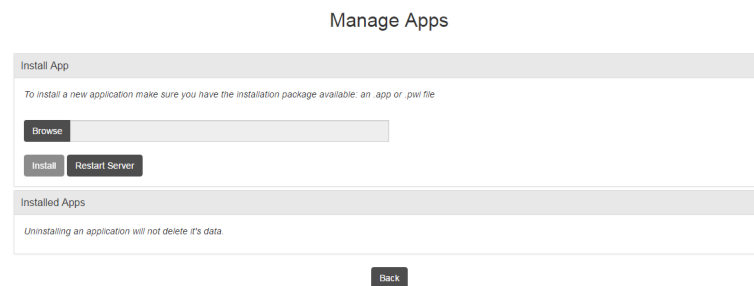 Manage Apps
Install App
To install a new application make sure you have the installation package available: an .app or .pwi file
Browse
Install Restart Server
Installed Apps
Uninstalling an application will not delete it's data.
Back